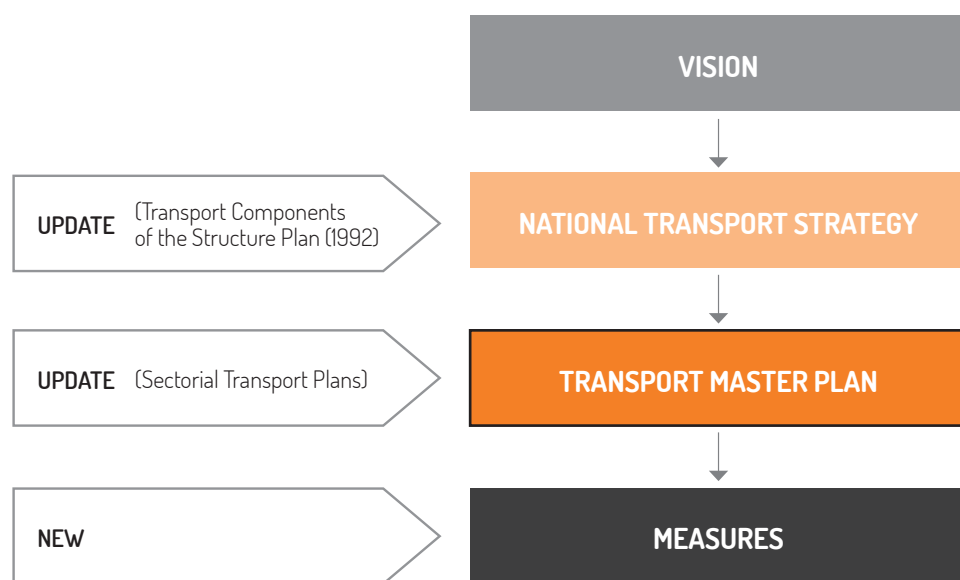 VISION
UPDATE (Transport Components
of the Structure Plan (1992)
NATIONAL TRANSPORT STRATEGY
UPDATE (Sectorial Transport Plans)
TRANSPORT MASTER PLAN
NEW
MEASURES